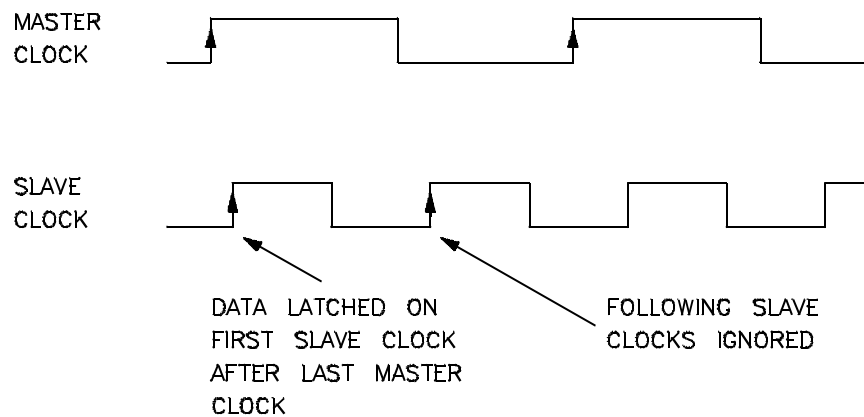 MASTER
CLOCK
SLAVE
CLOCK
DATA LATCHED ON
FIRST SLAVE CLOCK
AFTER LAST MASTER
CLOCK
FOLLOWING SLAVE
CLOCKS IGNORED